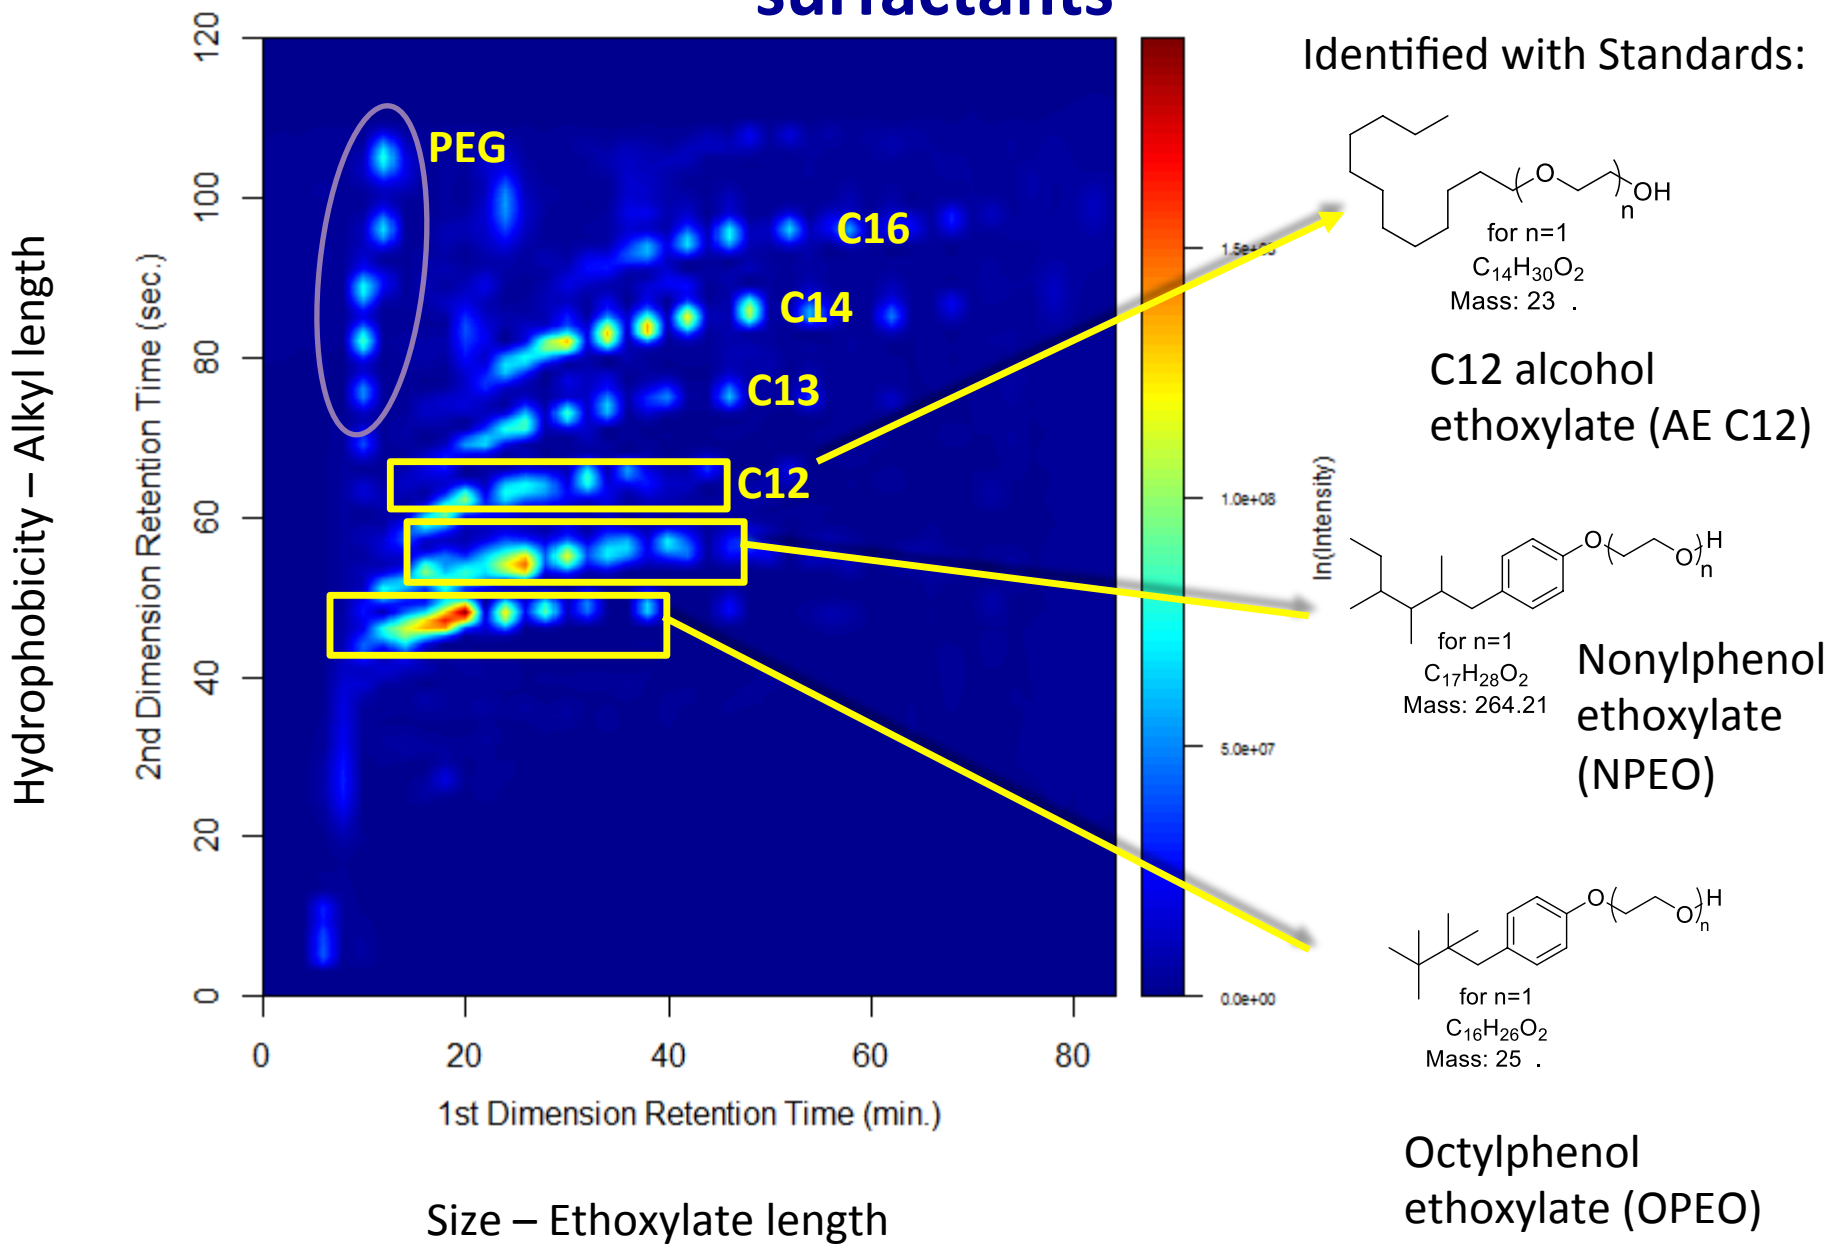 surfactants
Identified with Standards:
Hydrophobicity – Alkyl length
2nd Dimension Retention Time (sec.)
120
100
80
60
40
20
0
0 20 40 60 80
1st Dimension Retention Time (min.)
Size – Ethoxylate length
PEG
C16
C14
C13
C12
1.0e+08
5.0e+07
0.0e+00
ln(Intensity)
O
OH
n
for n=1
C14H30O2
Mass: 23 .
C12 alcohol
ethoxylate (AE C12)
O
O
H
n
for n=1
C17H28O2
Mass: 264.21
Nonylphenol
ethoxylate
(NPEO)
O
O
H
n
for n=1
C16H26O2
Mass: 25 .
Octylphenol
ethoxylate (OPEO)